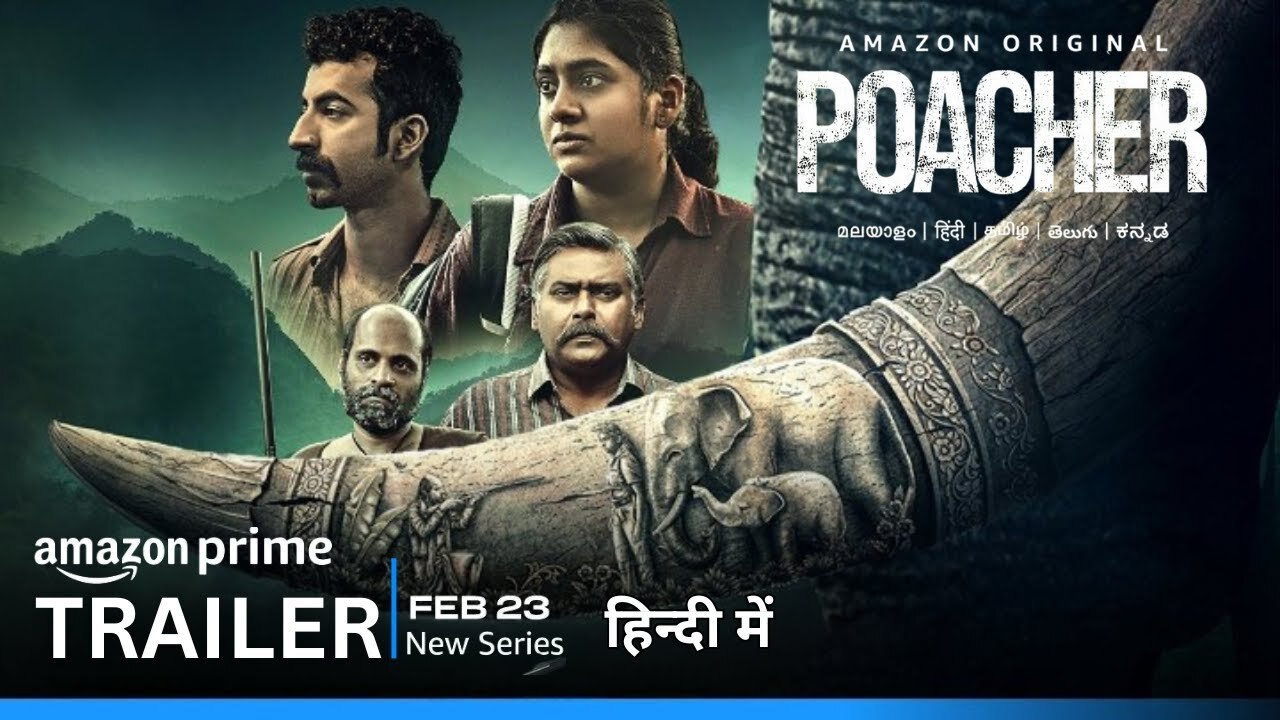 AMAZON ORIGINAL
POACHER
മലയാളം | हिंदी | தமிழ் | తెలుగు | ಕನ್ನಡ
amazon prime
TRAILER
FEB 23
New Series
हिन्दी में